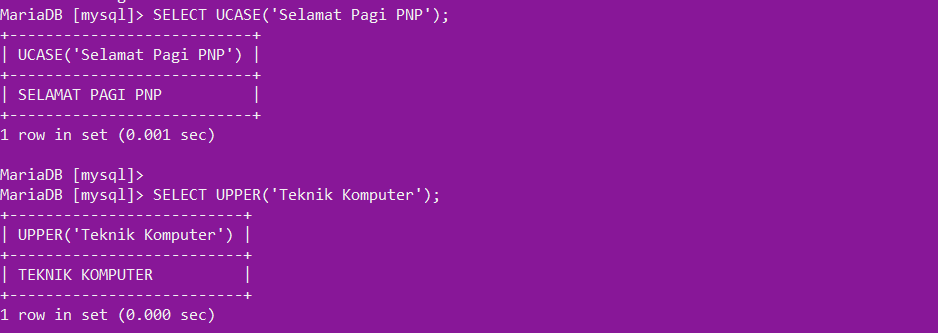 MariaDB [mysql]> SELECT UCASE('Selamat Pagi PNP');
+---------------------------+
| UCASE('Selamat Pagi PNP') |
+---------------------------+
| SELAMAT PAGI PNP          |
+---------------------------+
1 row in set (0.001 sec)

MariaDB [mysql]>
MariaDB [mysql]> SELECT UPPER('Teknik Komputer');
+--------------------------+
| UPPER('Teknik Komputer') |
+--------------------------+
| TEKNIK KOMPUTER          |
+--------------------------+
1 row in set (0.000 sec)